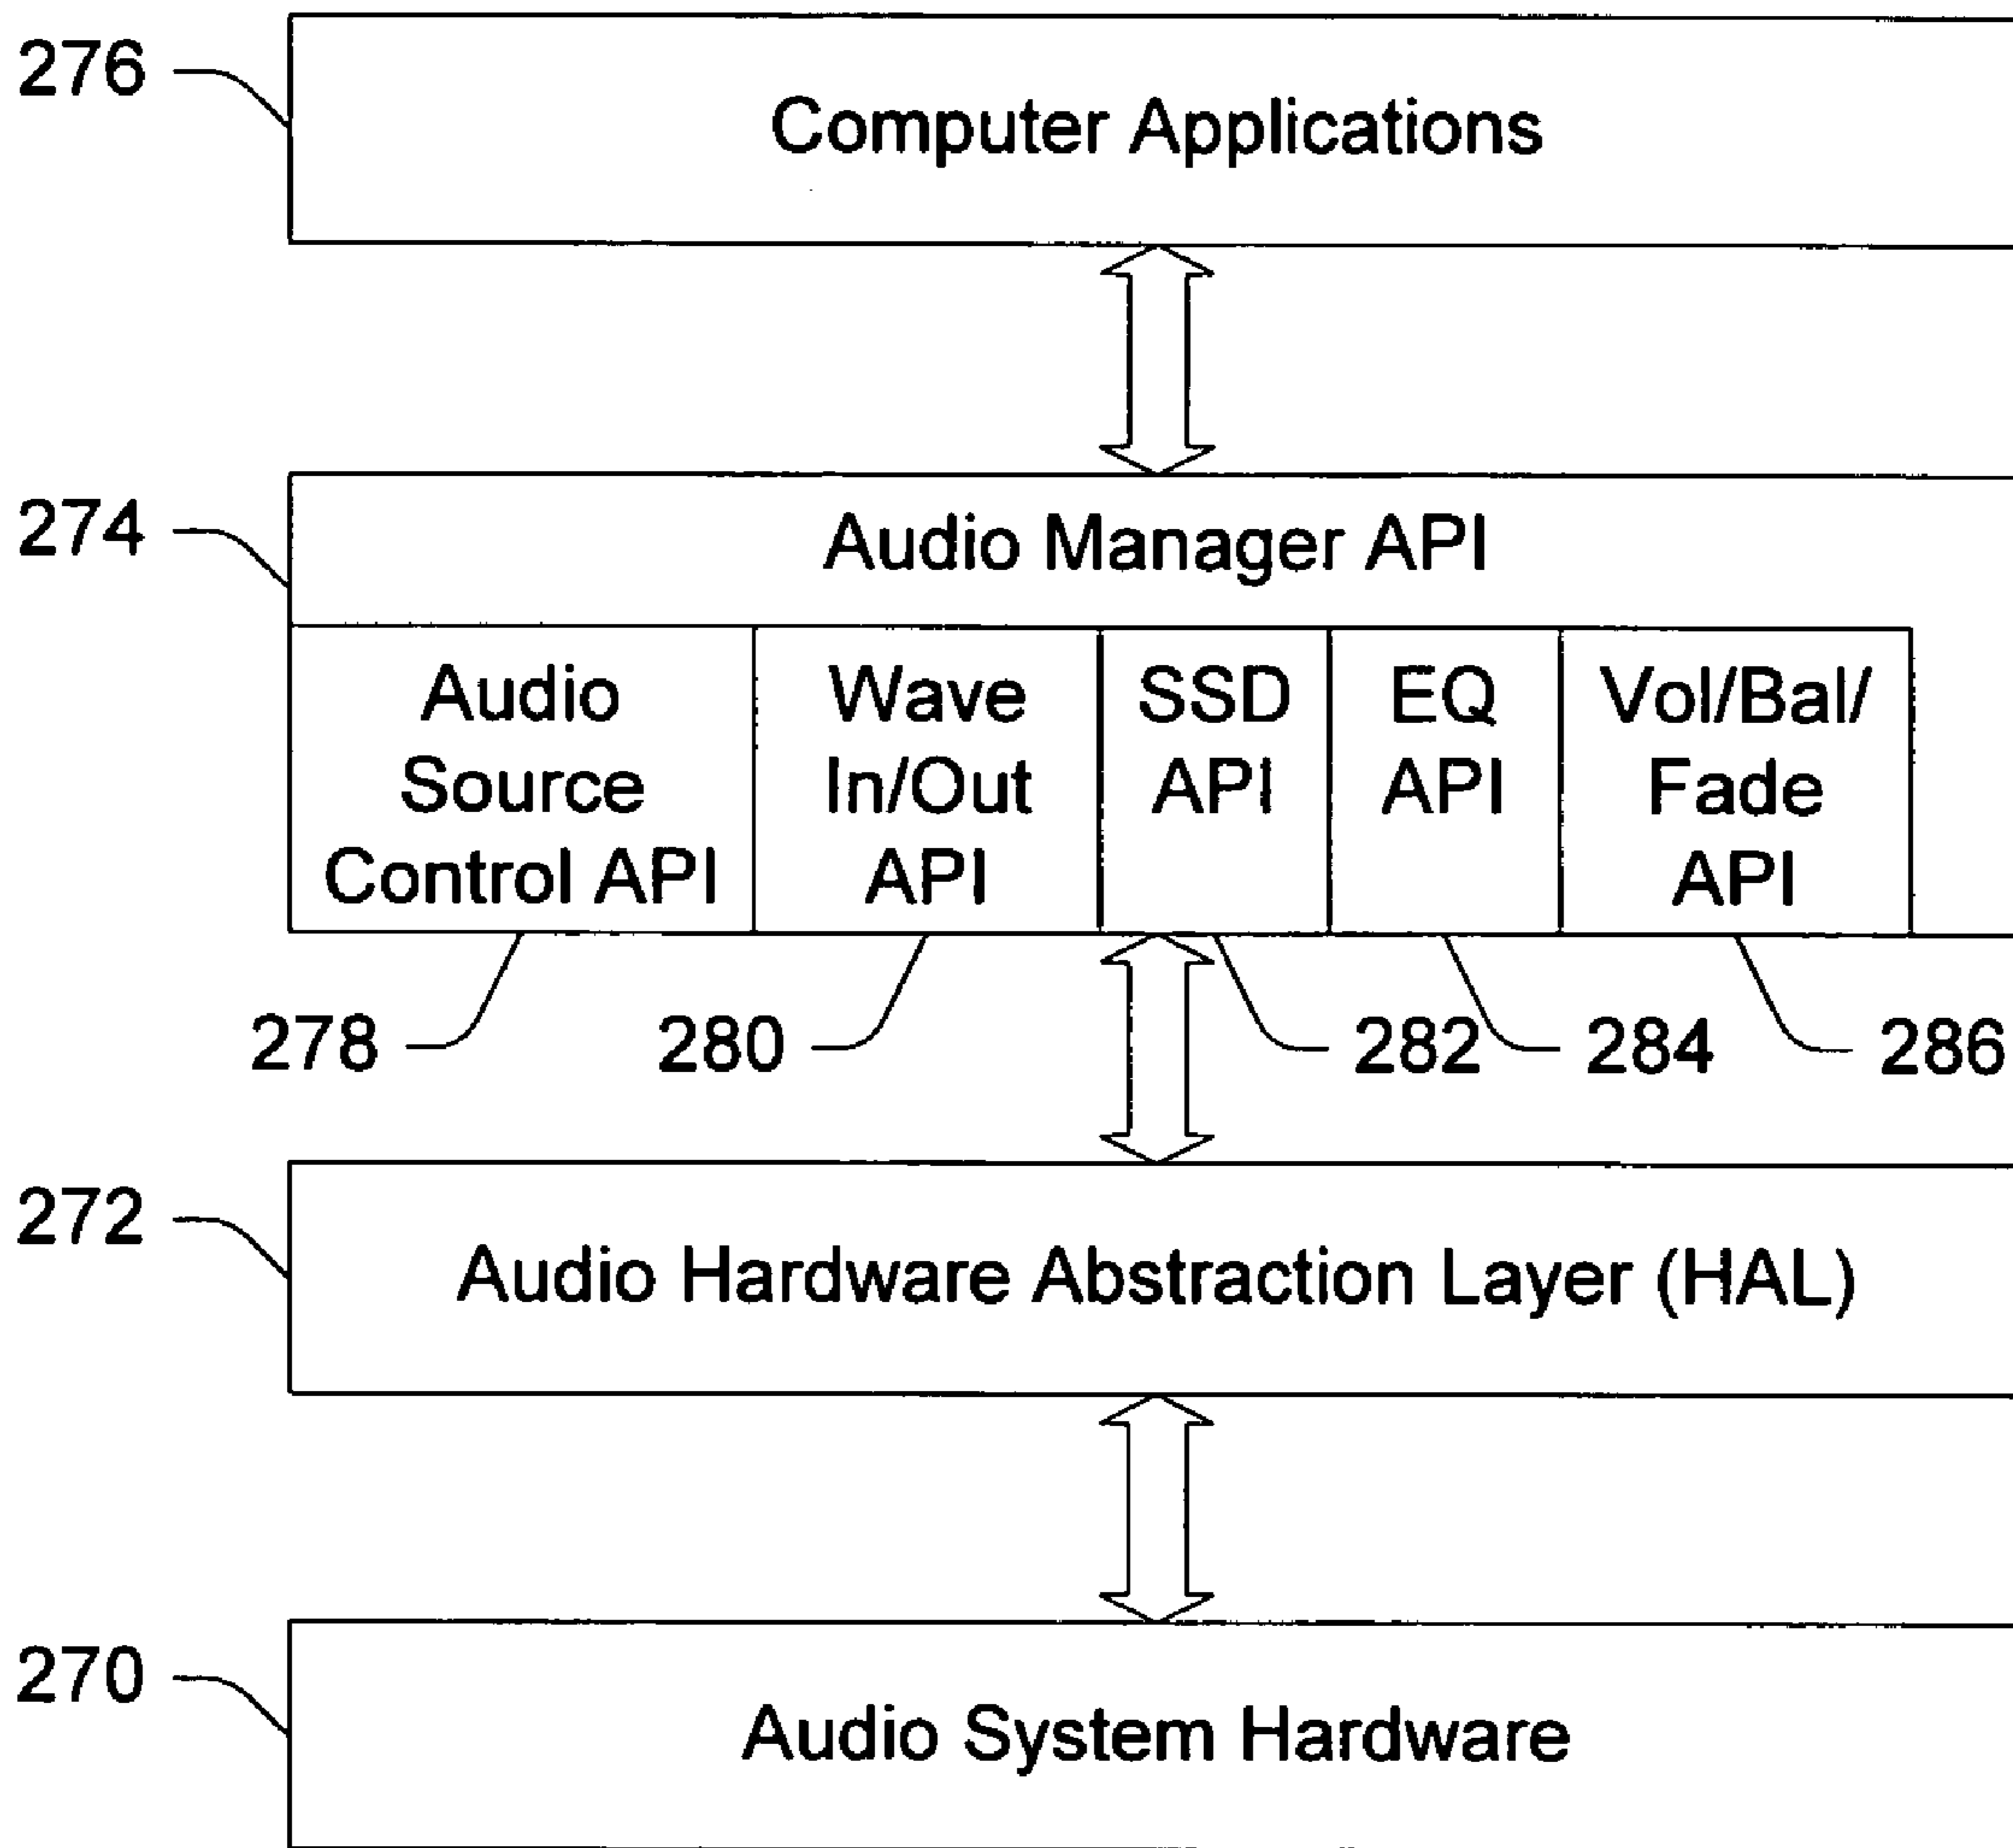 276
Computer Applications
274
Audio Manager API
Audio
Source
Control API
Wave
In/Out
API
SSD
API
EQ
API
Vol/Bal/
Fade
API
278
280
282
284
286
272
Audio Hardware Abstraction Layer (HAL)
270
Audio System Hardware